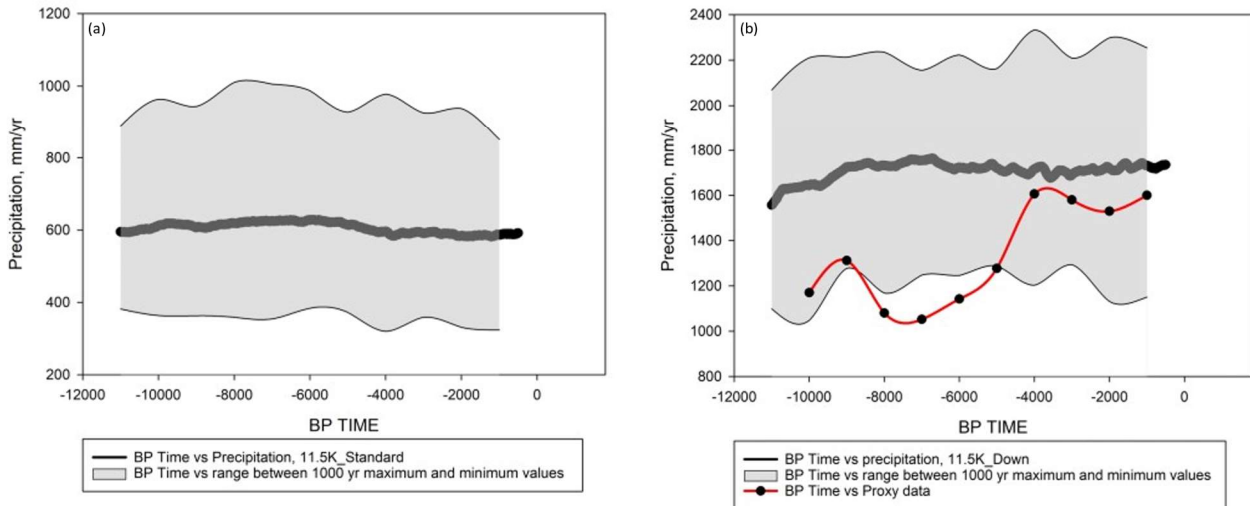 (a)
Precipitation, mm/yr
1200
1000
800
600
400
200
-12000 -10000 -8000 -6000 -4000 -2000 0
BP TIME
BP Time vs Precipitation, 11.5K_Standard
BP Time vs range between 1000 yr maximum and minimum values
(b)
Precipitation, mm/yr
2400
2200
2000
1800
1600
1400
1200
1000
800
-12000 -10000 -8000 -6000 -4000 -2000 0
BP TIME
BP Time vs precipitation, 11.5K_Down
BP Time vs range between 1000 yr maximum and minimum values
BP Time vs Proxy data